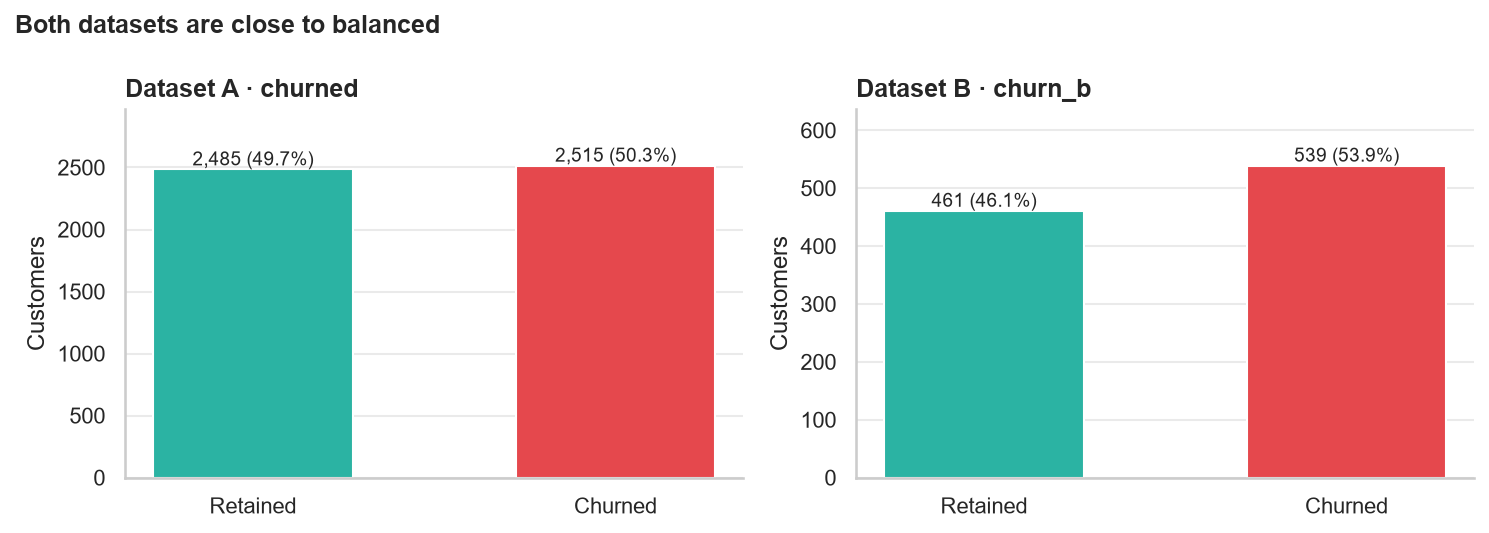 Both datasets are close to balanced
Dataset A · churned
Customers
2500
2000
1500
1000
500
0
2,485 (49.7%)
2,515 (50.3%)
Retained
Churned
Dataset B · churn_b
Customers
600
500
400
300
200
100
0
461 (46.1%)
539 (53.9%)
Retained
Churned